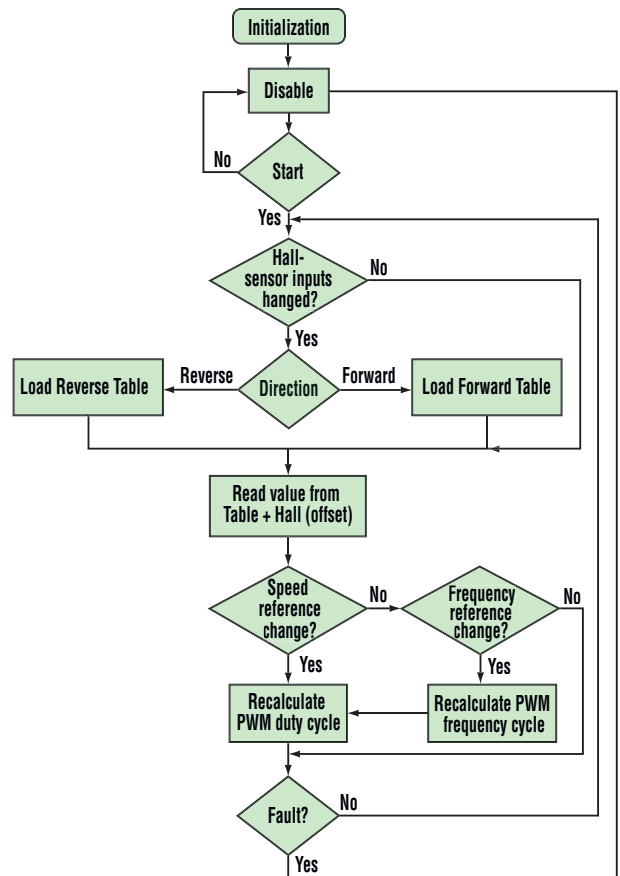 Initialization
Disable
No
Start
Yes
Hall-
sensor inputs
hanged?
No
Yes
Reverse
Direction
Forward
Load Reverse Table
Load Forward Table
Read value from
Table + Hall (offset)
Speed
reference
change?
No
Frequency
reference
change?
No
Yes
Yes
Recalculate
PWM duty cycle
Recalculate PWM
frequency cycle
Fault?
No
Yes